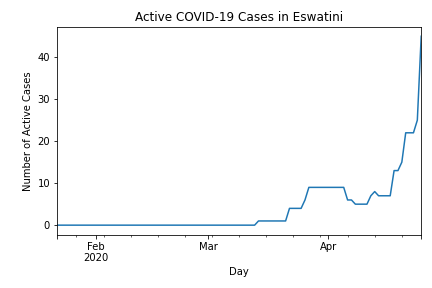 Active COVID-19 Cases in Eswatini
Number of Active Cases
40
30
20
10
0
Feb
2020
Mar
Apr
Day